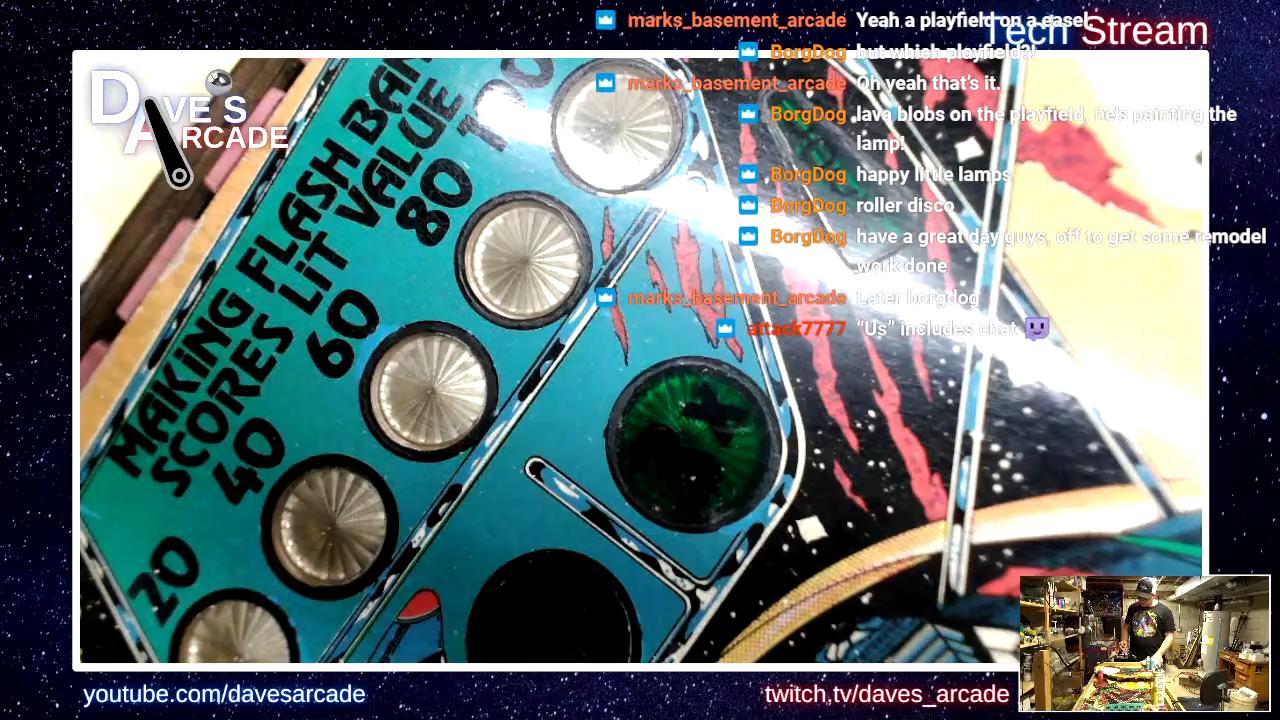 Tech Stream
DAVE'S
ARCADE
marks_basement_arcade Yeah a playfield on a easel.
BorgDog but which playfield?!
marks_basement_arcade Oh yeah that's it.
BorgDog lava blobs on the playfield, he's painting the
lamp!
BorgDog happy little lamps
BorgDog roller disco
BorgDog have a great day guys, off to get some remodel
work done
marks_basement_arcade Later borgdog
attack7777 “Us” includes chat
MAKING FLASH
SCORES LiT VALUE
20
40
60
80
youtube.com/davesarcade
twitch.tv/daves_arcade